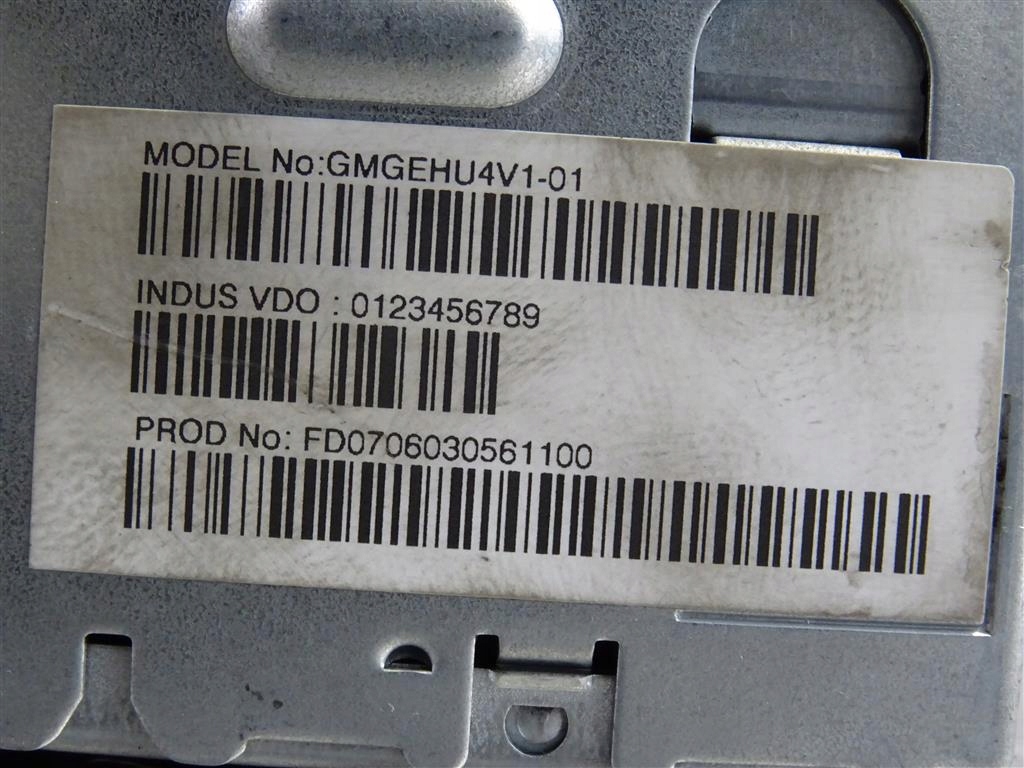 MODEL No:GMGEHU4V1-01
INDUS VDO : 0123456789
PROD No: FD0706030561100